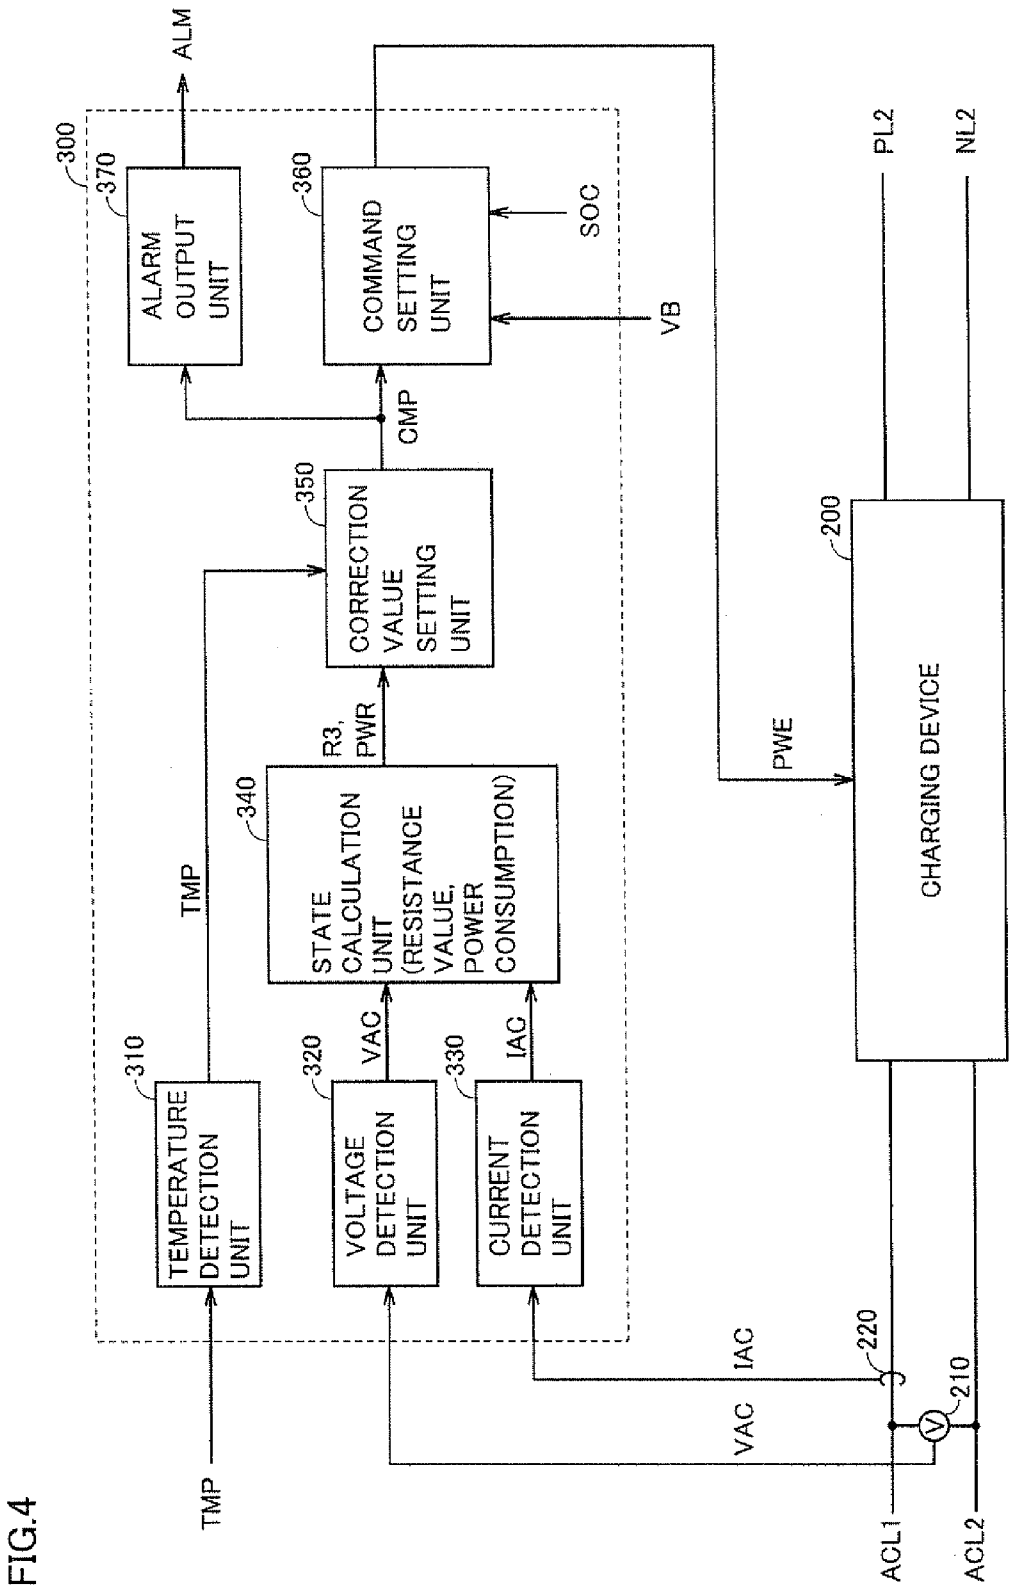 FIG.4
300
TMP
310
TEMPERATURE
DETECTION
UNIT
TMP
370
ALARM
OUTPUT
UNIT
ALM
320
VOLTAGE
DETECTION
UNIT
VAC
340
STATE
CALCULATION
UNIT
(RESISTANCE
VALUE,
POWER
CONSUMPTION)
R3,
PWR
350
CORRECTION
VALUE
SETTING
UNIT
CMP
360
COMMAND
SETTING
UNIT
330
CURRENT
DETECTION
UNIT
IAC
SOC
VB
VAC
IAC
PWE
220
200
ACL1
PL2
210
V
CHARGING DEVICE
ACL2
NL2